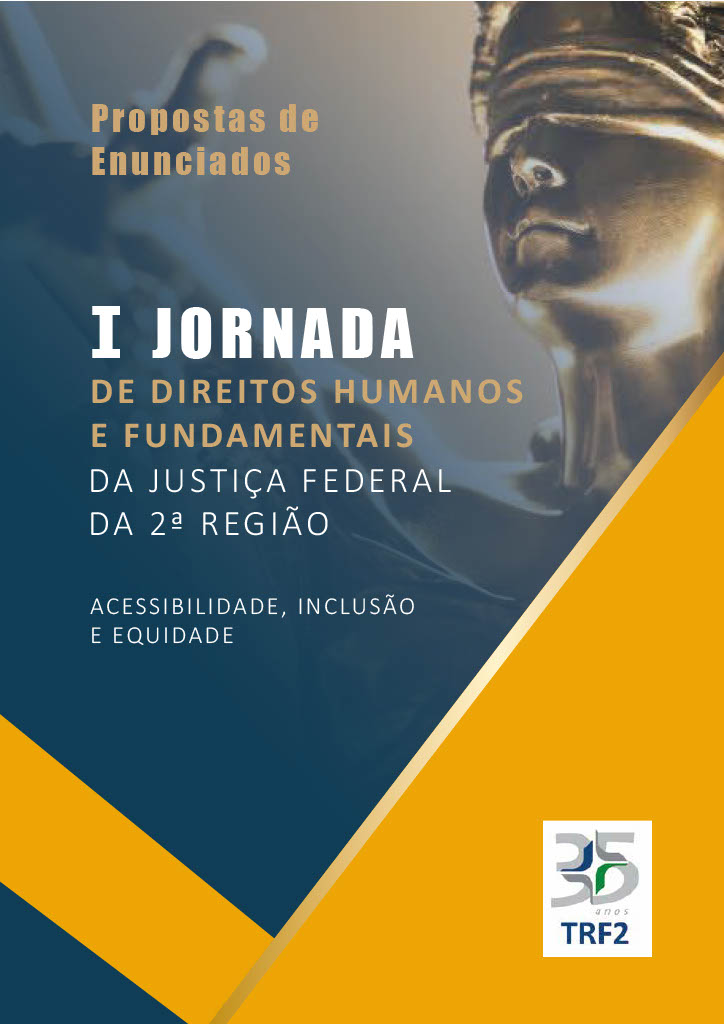 Propostas de
Enunciados
I JORNADA
DE DIREITOS HUMANOS
E FUNDAMENTAIS
DA JUSTIÇA FEDERAL
DA 2ª REGIÃO
ACESSIBILIDADE, INCLUSÃO
E EQUIDADE
35
anos
TRF2